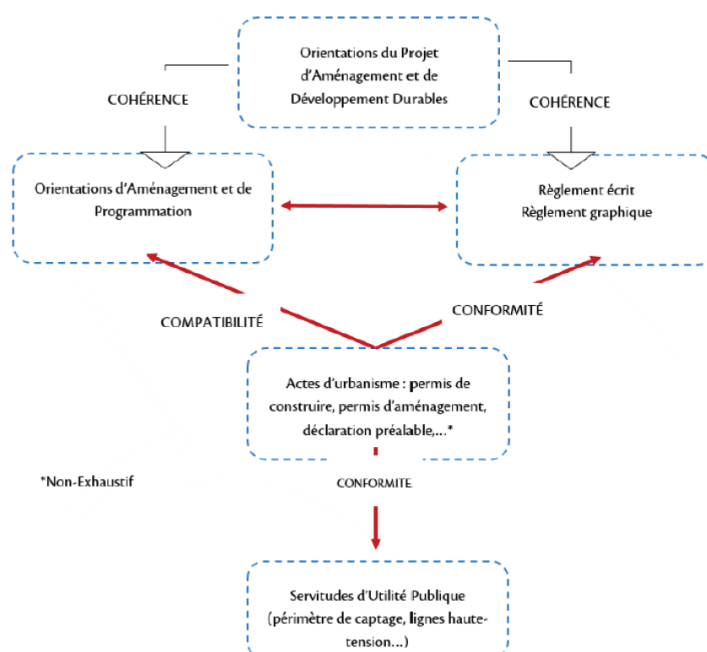 Orientations du Projet
d'Aménagement et de
Développement Durables
COHÉRENCE
COHÉRENCE
Orientations d'Aménagement et de
Programmation
Règlement écrit
Règlement graphique
COMPATIBILITÉ
CONFORMITÉ
Actes d'urbanisme : permis de
construire, permis d'aménagement,
déclaration préalable,...*
*Non-Exhaustif
CONFORMITE
Servitudes d'Utilité Publique
(périmètre de captage, lignes haute-
tension...)